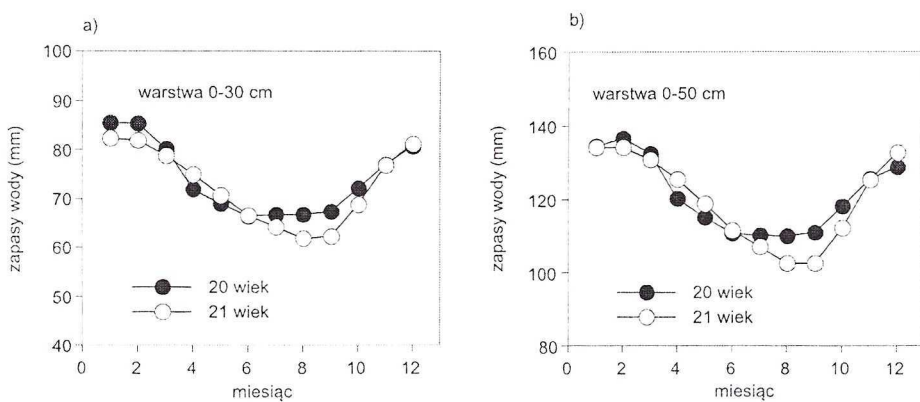 a)
100
90
80
70
60
50
40
zapasy wody (mm)
warstwa 0-30 cm
20 wiek
21 wiek
0 2 4 6 8 10 12
miesiąc
b)
160
140
120
100
80
zapasy wody (mm)
warstwa 0-50 cm
20 wiek
21 wiek
0 2 4 6 8 10 12
miesiąc